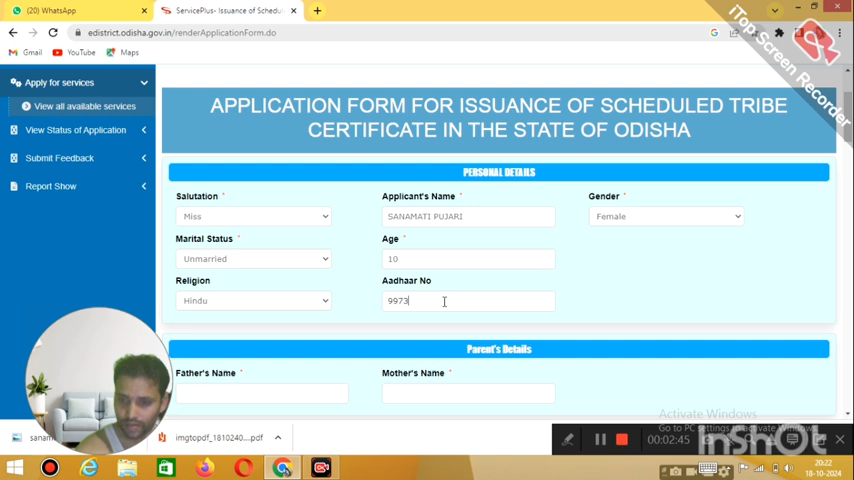 (20) WhatsApp
ServicePlus- Issuance of Schedu
edistrict.odisha.gov.in/renderApplicationForm.do
Gmail
YouTube
Maps
iTop Screen Recorder
Apply for services
View all available services
View Status of Application
Submit Feedback
Report Show
APPLICATION FORM FOR ISSUANCE OF SCHEDULED TRIBE
CERTIFICATE IN THE STATE OF ODISHA
PERSONAL DETAILS
Salutation *
Applicant's Name *
Gender *
Miss
SANAMATI PUJARI
Female
Marital Status *
Age *
Unmarried
10
Religion
Aadhaar No
Hindu
9973
Parent's Details
Father's Name *
Mother's Name *
Activate Windows
Go to PC settings to activate Windows.
sanam
imgtopdf_1810240....pdf
00:02:45
InShot
20:22
18-10-2024